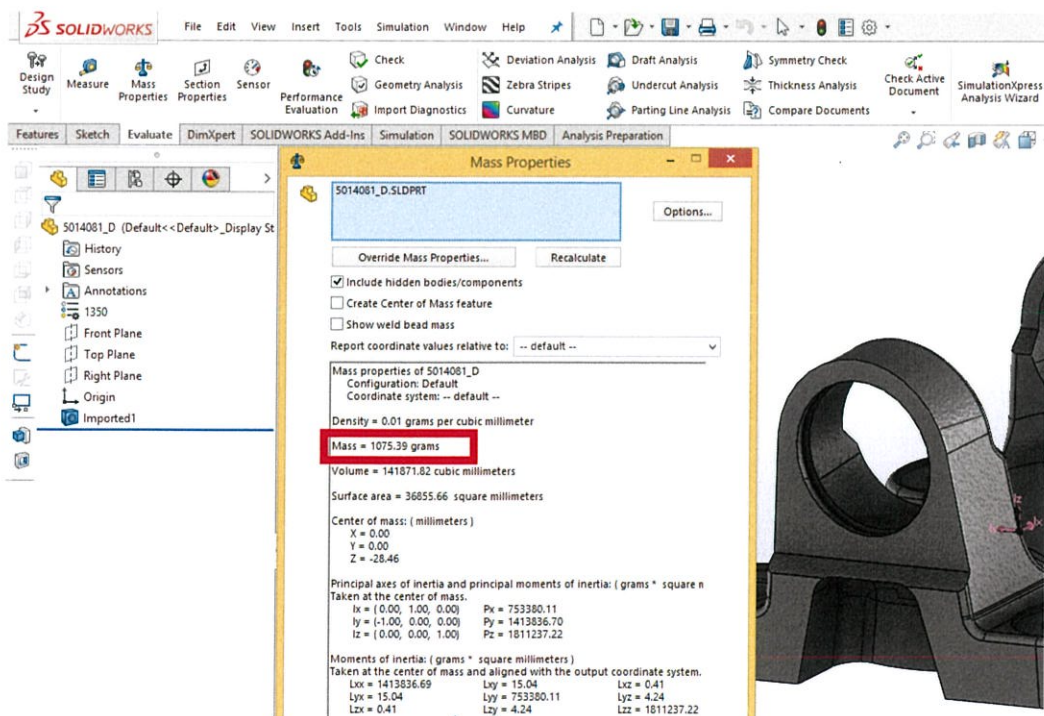 SOLIDWORKS File Edit View Insert Tools Simulation Window Help
Design Study
Measure
Mass Properties
Section Properties
Sensor
Performance Evaluation
Check
Geometry Analysis
Import Diagnostics
Deviation Analysis
Zebra Stripes
Curvature
Draft Analysis
Undercut Analysis
Parting Line Analysis
Symmetry Check
Thickness Analysis
Compare Documents
Check Active Document
SimulationXpress Analysis Wizard
Features Sketch Evaluate DimXpert SOLIDWORKS Add-Ins Simulation SOLIDWORKS MBD Analysis Preparation
5014081_D (Default<<Default>_Display St
History
Sensors
Annotations
1350
Front Plane
Top Plane
Right Plane
Origin
Imported1
Mass Properties
5014081_D.SLDPRT
Options...
Override Mass Properties... Recalculate
Include hidden bodies/components
Create Center of Mass feature
Show weld bead mass
Report coordinate values relative to: -- default --
Mass properties of 5014081_D
Configuration: Default
Coordinate system: -- default --
Density = 0.01 grams per cubic millimeter
Mass = 1075.39 grams
Volume = 141871.82 cubic millimeters
Surface area = 36855.66 square millimeters
Center of mass: ( millimeters )
X = 0.00
Y = 0.00
Z = -28.46
Principal axes of inertia and principal moments of inertia: ( grams * square n
Taken at the center of mass.
Ix = ( 0.00, 1.00, 0.00) Px = 753380.11
Iy = (-1.00, 0.00, 0.00) Py = 1413836.70
Iz = ( 0.00, 0.00, 1.00) Pz = 1811237.22
Moments of inertia: ( grams * square millimeters )
Taken at the center of mass and aligned with the output coordinate system.
Lxx = 1413836.69 Lxy = 15.04 Lxz = 0.41
Lyx = 15.04 Lyy = 753380.11 Lyz = 4.24
Lzx = 0.41 Lzy = 4.24 Lzz = 1811237.22